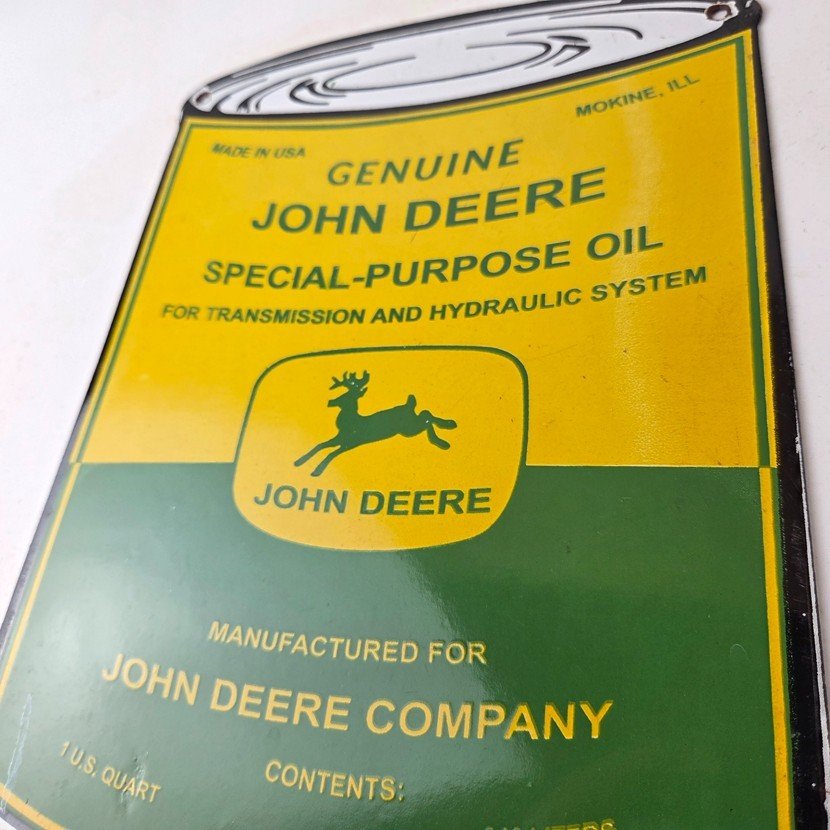 MADE IN USA
MOKINE, ILL
GENUINE
JOHN DEERE
SPECIAL-PURPOSE OIL
FOR TRANSMISSION AND HYDRAULIC SYSTEM
JOHN DEERE
MANUFACTURED FOR
JOHN DEERE COMPANY
1 U.S. QUART
CONTENTS: